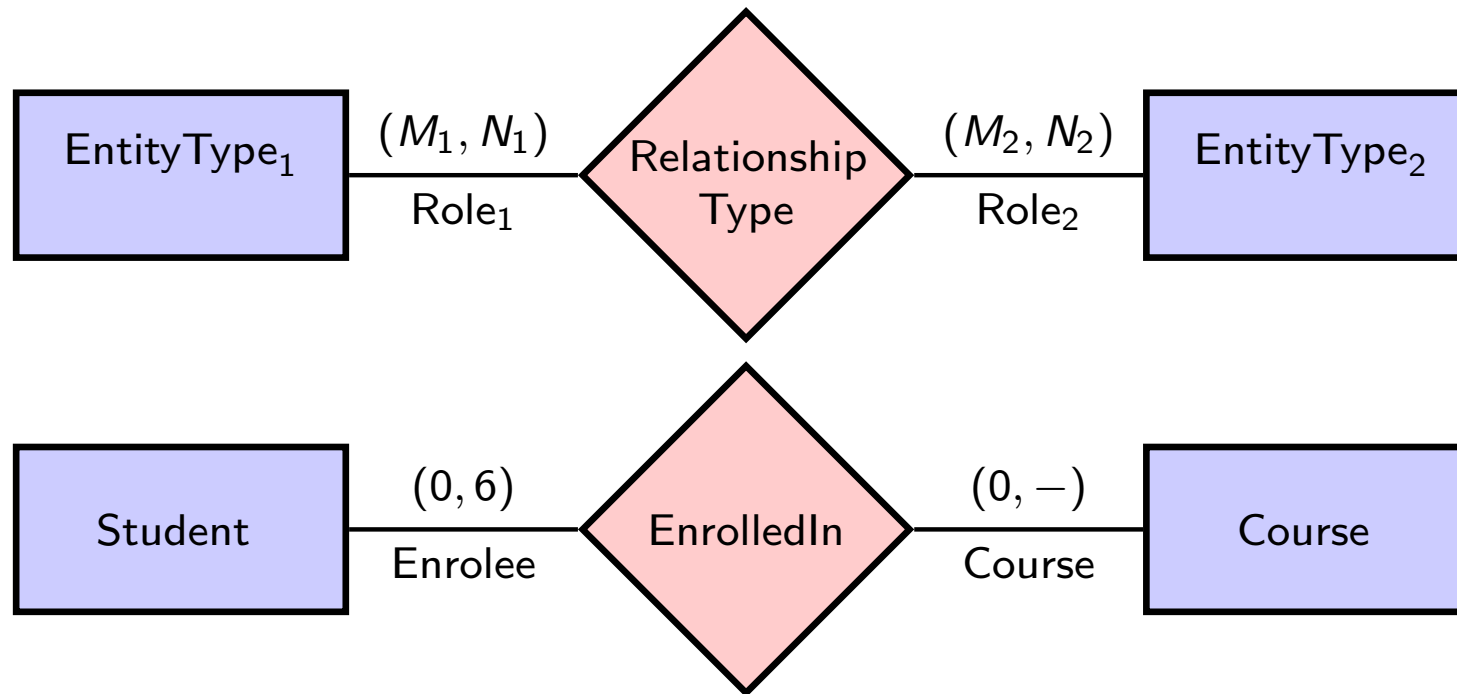 EntityType₁
(M₁, N₁)
Role₁
Relationship
Type
(M₂, N₂)
Role₂
EntityType₂
Student
(0, 6)
Enrolee
EnrolledIn
(0, −)
Course
Course